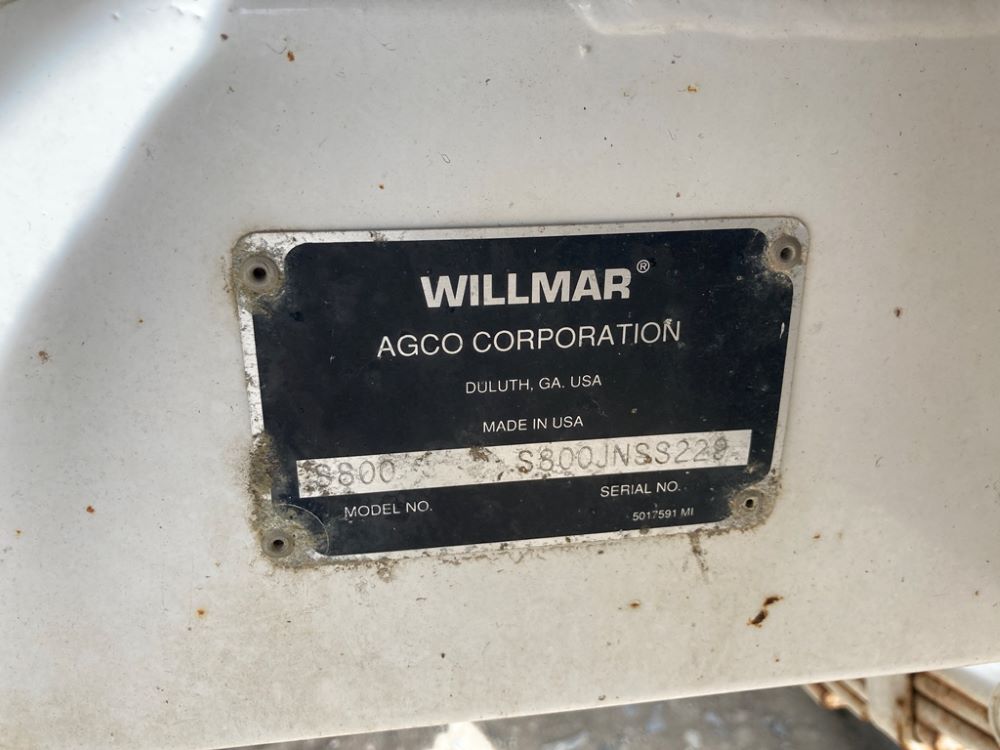 WILLMAR®
AGCO CORPORATION
DULUTH, GA. USA
MADE IN USA
S800 S800JNSS229
MODEL NO. SERIAL NO.
5017591 MI